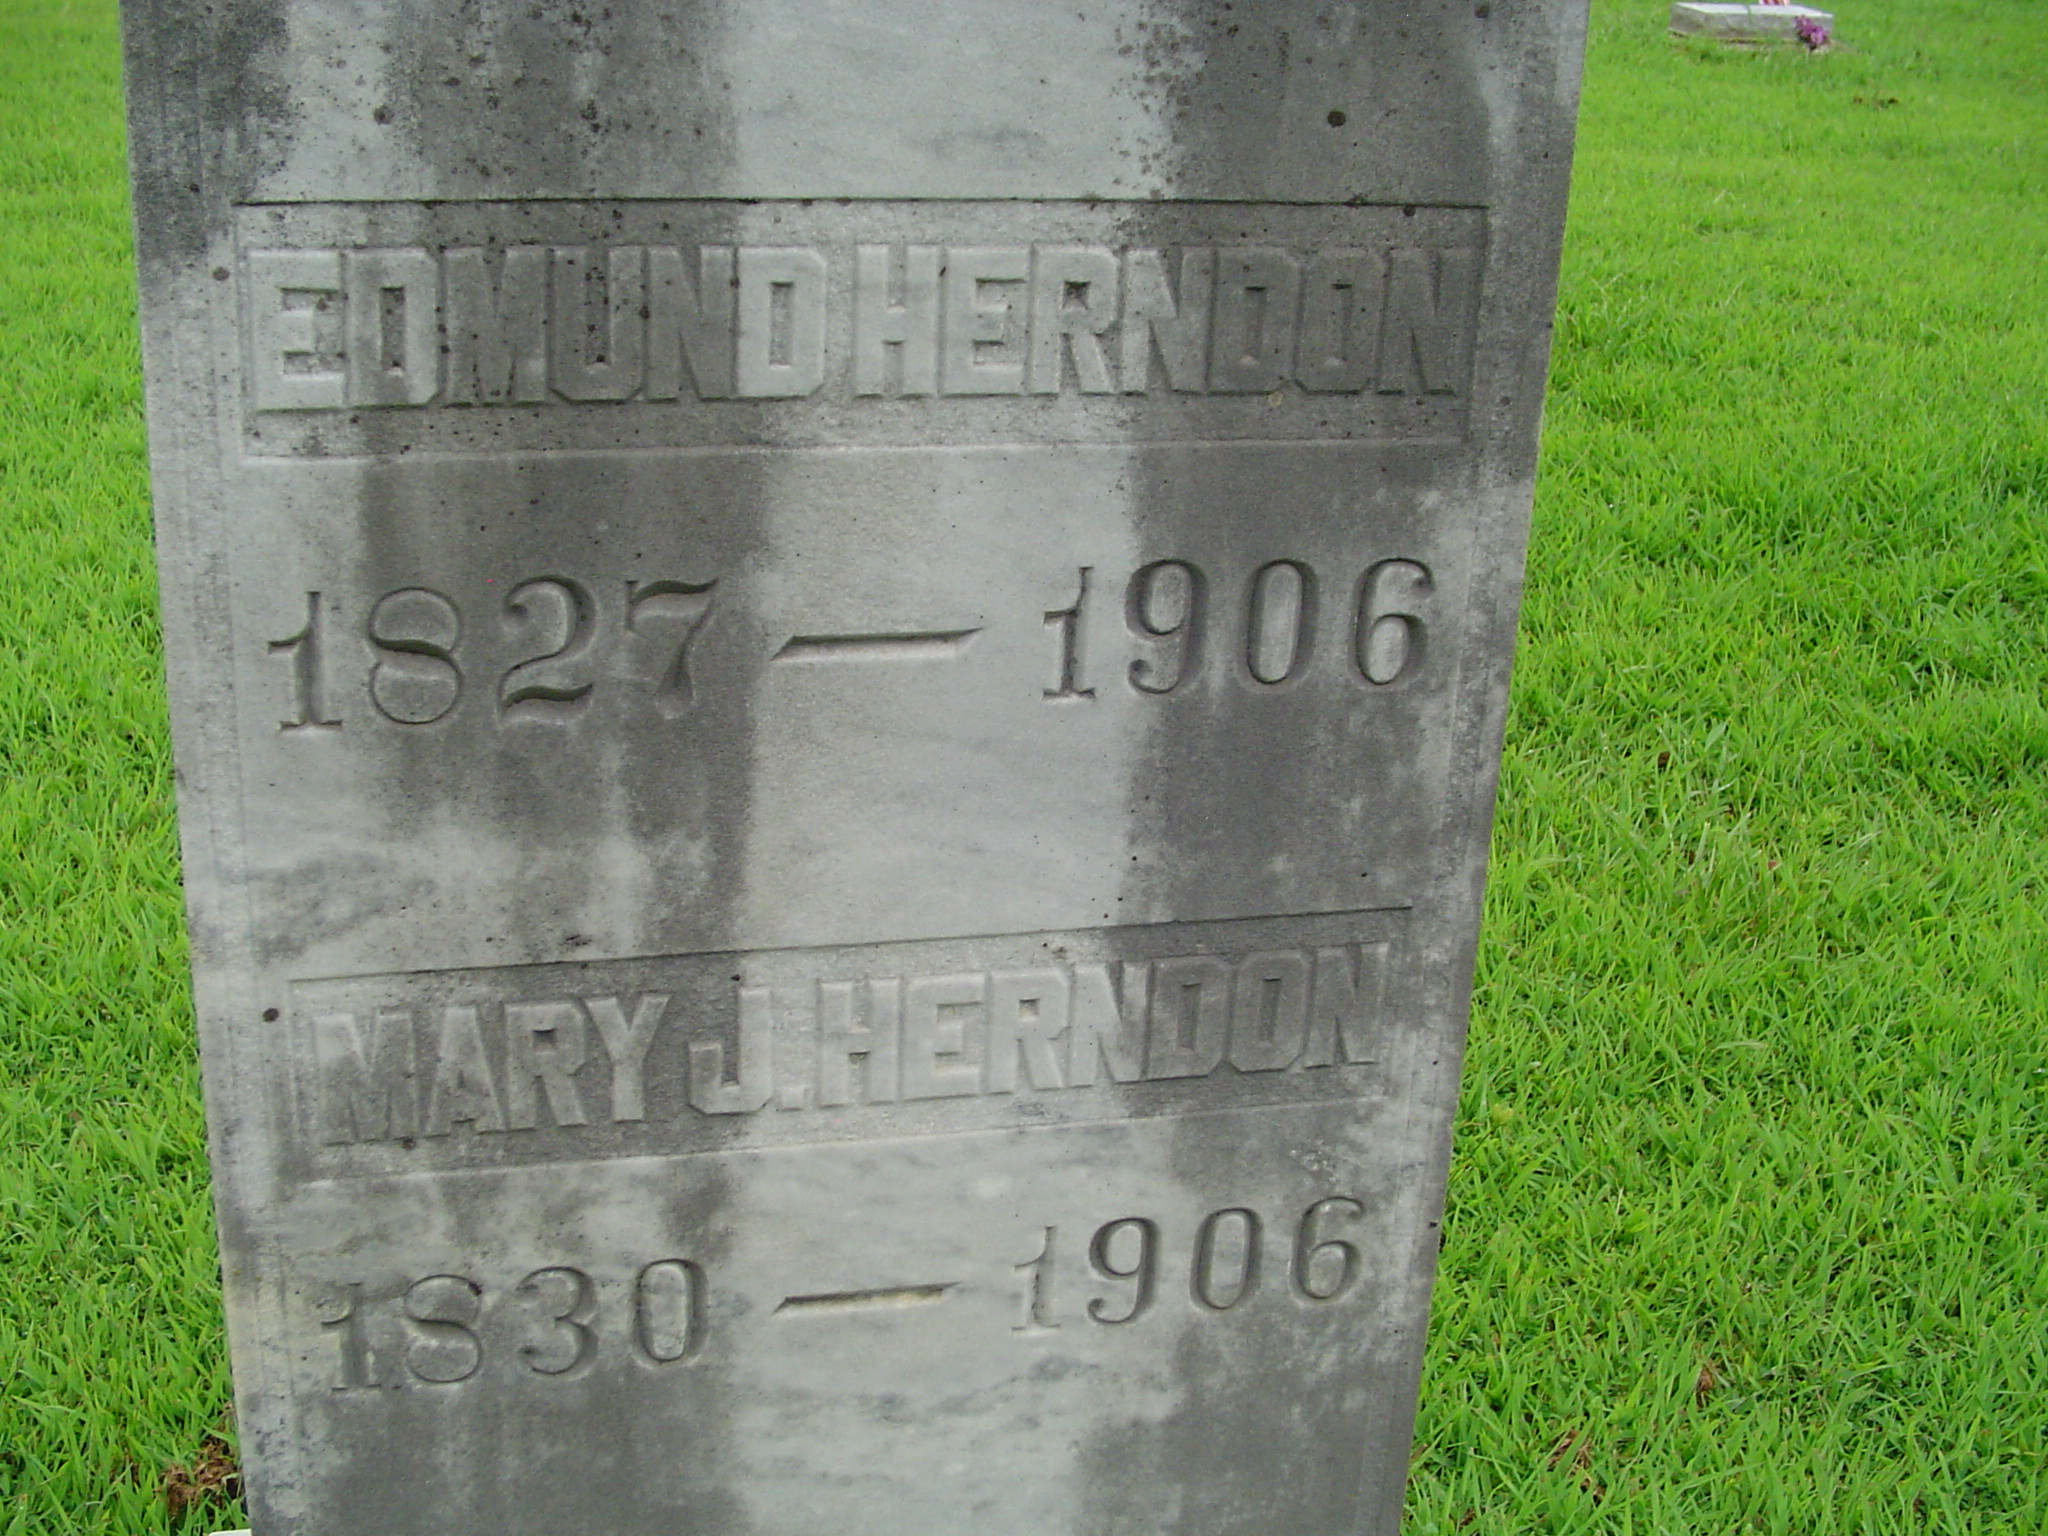 EDMUND HERNDON
1827 — 1906
MARY J. HERNDON
1830 — 1906